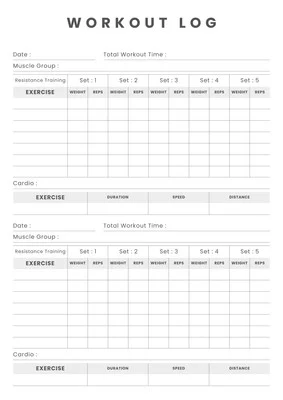 WORKOUT LOG
Date : Total Workout Time :
Muscle Group :
Resistance Training Set : 1 Set : 2 Set : 3 Set : 4 Set : 5
EXERCISE WEIGHT REPS WEIGHT REPS WEIGHT REPS WEIGHT REPS WEIGHT REPS
Cardio :
EXERCISE DURATION SPEED DISTANCE
Date : Total Workout Time :
Muscle Group :
Resistance Training Set : 1 Set : 2 Set : 3 Set : 4 Set : 5
EXERCISE WEIGHT REPS WEIGHT REPS WEIGHT REPS WEIGHT REPS WEIGHT REPS
Cardio :
EXERCISE DURATION SPEED DISTANCE